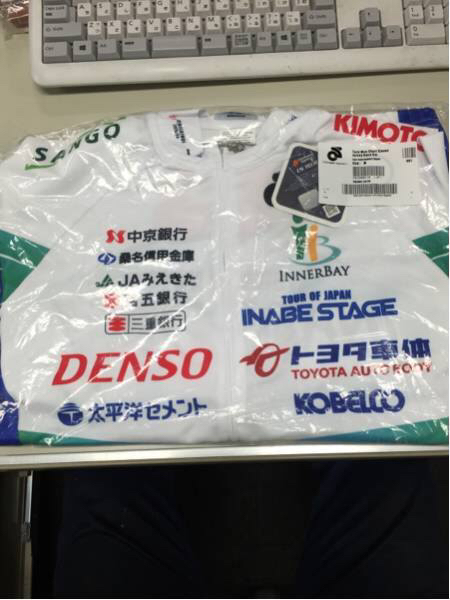 SANGO
KIMOTO
中京銀行
桑名信用金庫
JAみえきた
百五銀行
三重銀行
DENSO
太平洋セメント
INNERBAY
TOUR OF JAPAN
INABE STAGE
トヨタ車体
TOYOTA AUTO BODY
KOBELCO